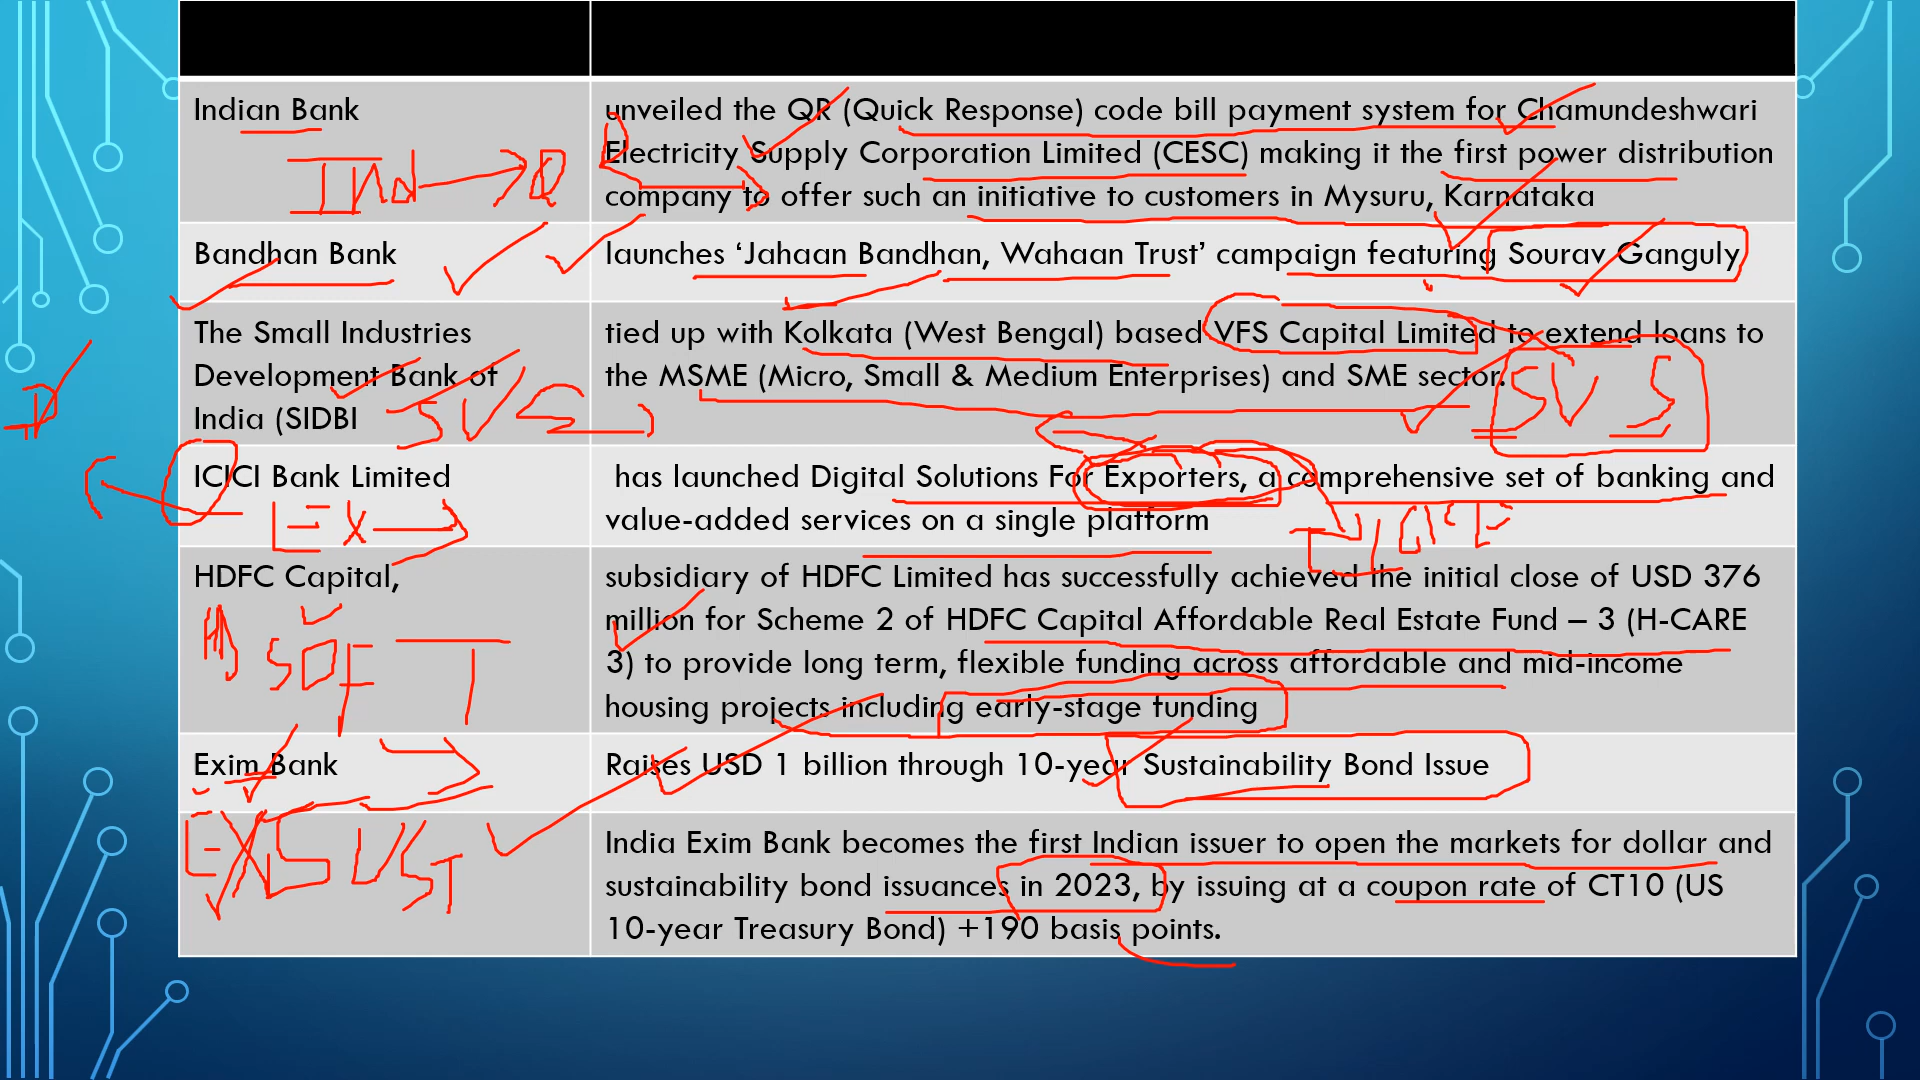 Indian Bank
unveiled the QR (Quick Response) code bill payment system for Chamundeshwari
Electricity Supply Corporation Limited (CESC) making it the first power distribution
company to offer such an initiative to customers in Mysuru, Karnataka
Ind
Bandhan Bank
launches ‘Jahaan Bandhan, Wahaan Trust’ campaign featuring Sourav Ganguly
The Small Industries
Development Bank of
India (SIDBI
tied up with Kolkata (West Bengal) based VFS Capital Limited to extend loans to
the MSME (Micro, Small & Medium Enterprises) and SME sector.
SVS
SVS
ICICI Bank Limited
has launched Digital Solutions For Exporters, a comprehensive set of banking and
value-added services on a single platform
EX
HDFC Capital,
subsidiary of HDFC Limited has successfully achieved the initial close of USD 376
million for Scheme 2 of HDFC Capital Affordable Real Estate Fund – 3 (H-CARE
3) to provide long term, flexible funding across affordable and mid-income
housing projects including early-stage funding
Exim Bank
Raises USD 1 billion through 10-year Sustainability Bond Issue
India Exim Bank becomes the first Indian issuer to open the markets for dollar and
sustainability bond issuances in 2023, by issuing at a coupon rate of CT10 (US
10-year Treasury Bond) +190 basis points.